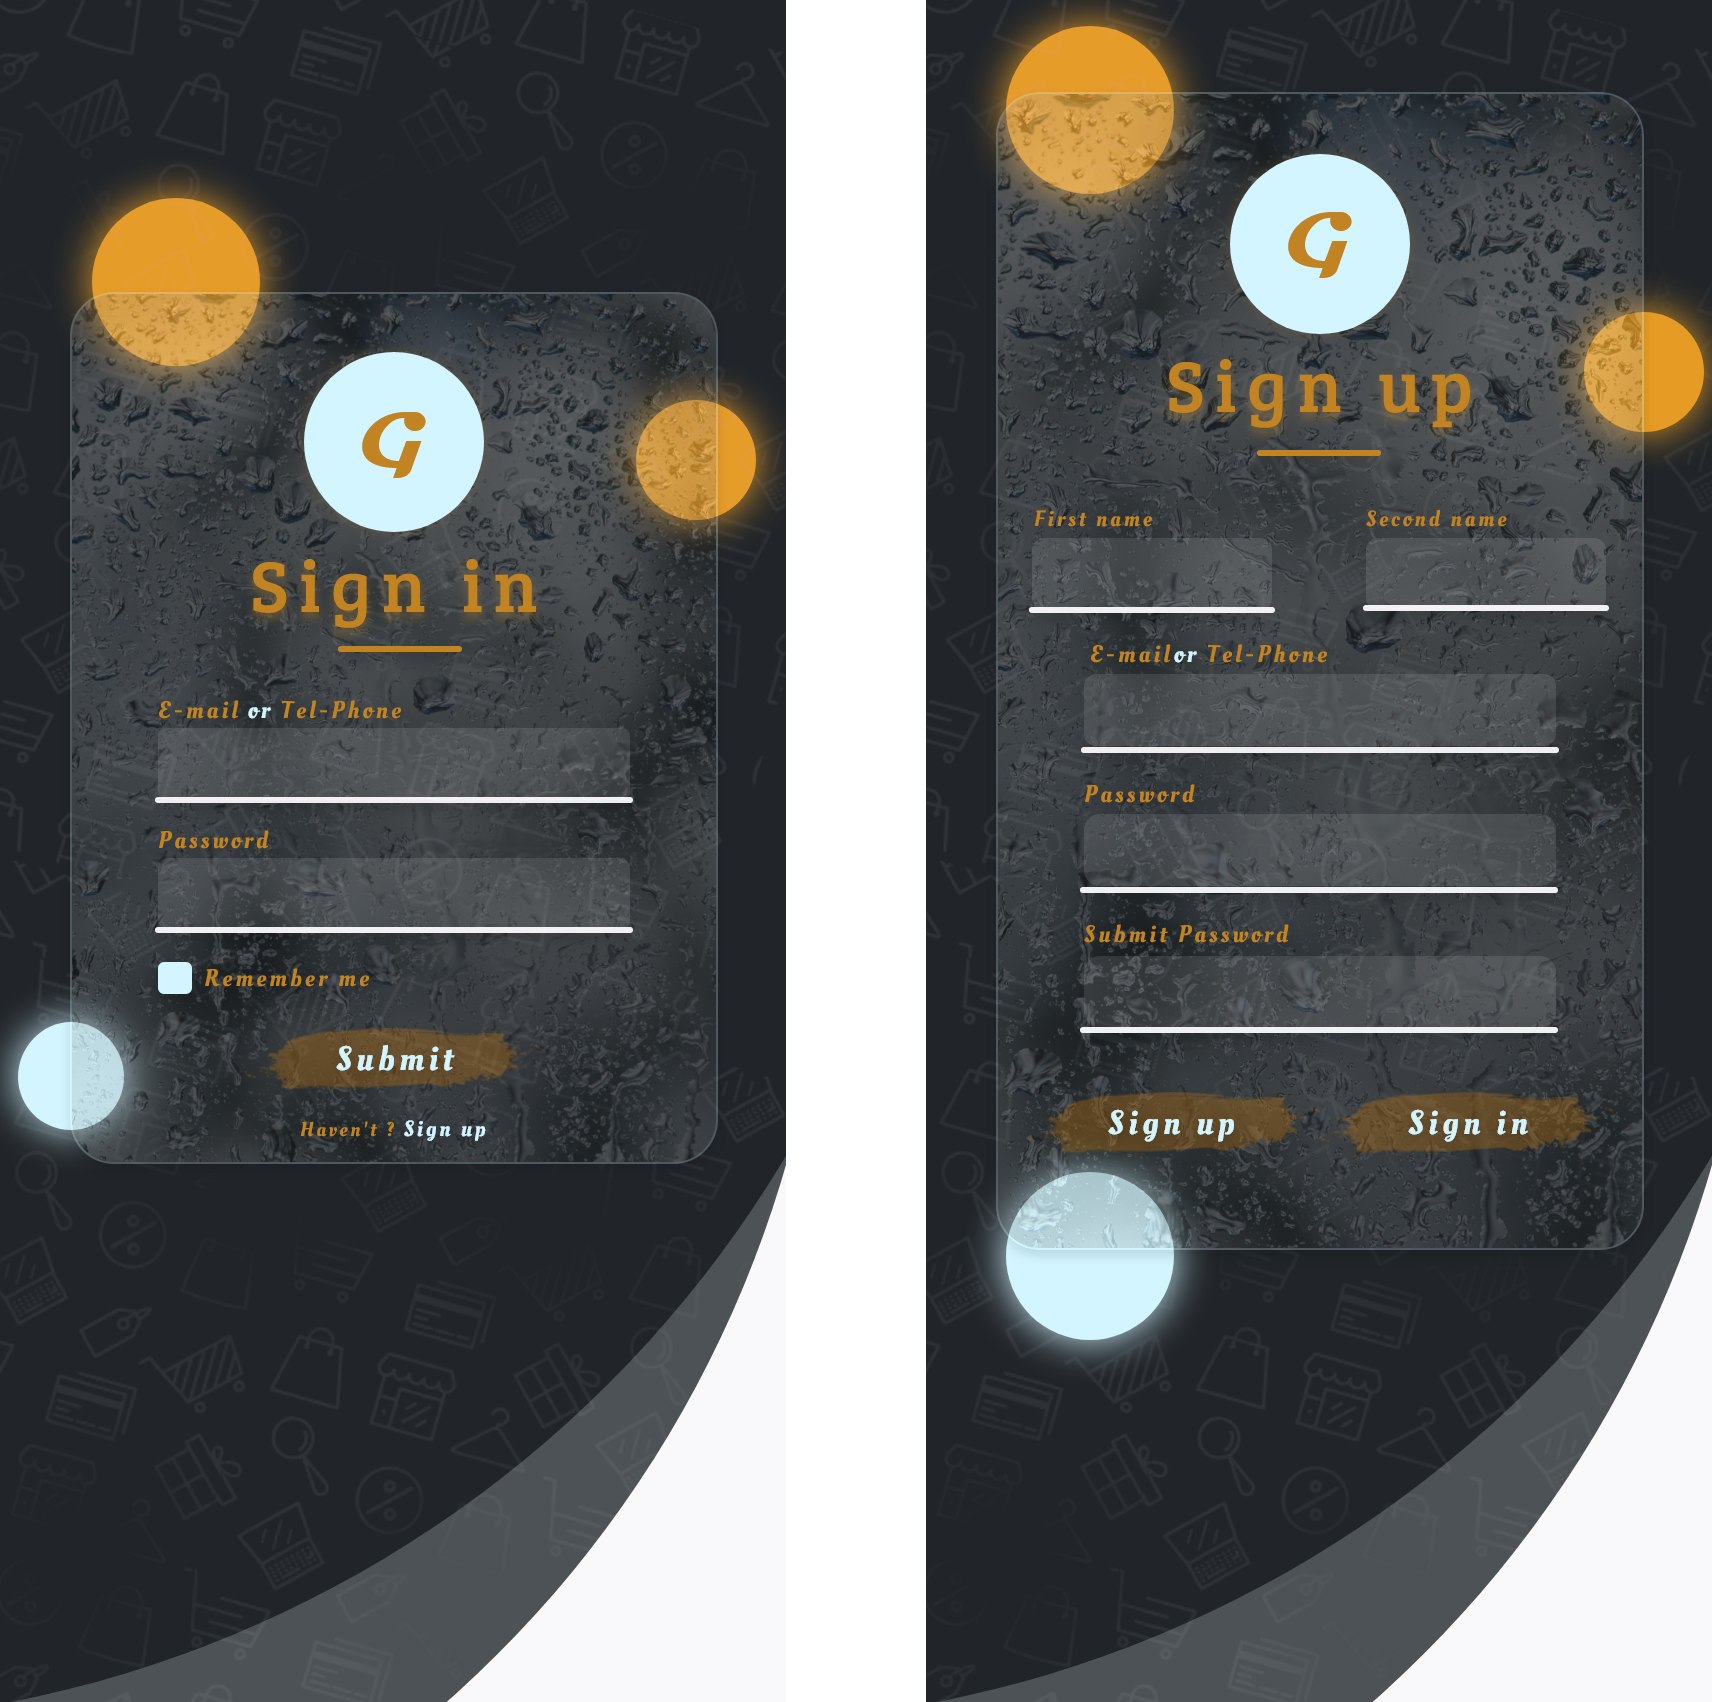 G
Sign in
E-mail or Tel-Phone
Password
Remember me
Submit
Haven't ? Sign up
G
Sign up
First name
Second name
E-mailor Tel-Phone
Password
Submit Password
Sign up
Sign in